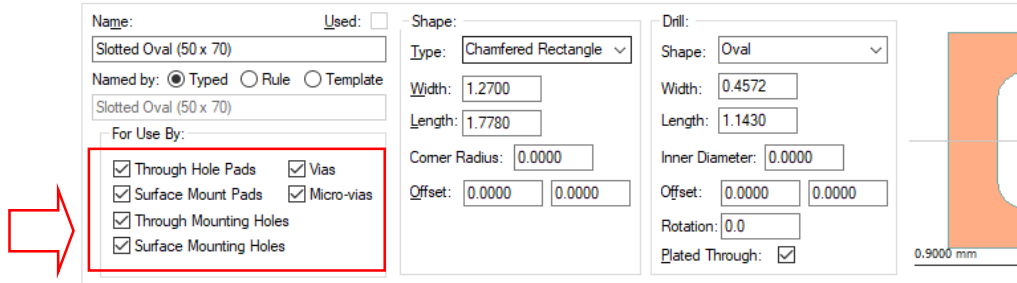 Name: Used:
Slotted Oval (50 x 70)
Named by: Typed Rule Template
Slotted Oval (50 x 70)
For Use By:
Through Hole Pads Vias
Surface Mount Pads Micro-vias
Through Mounting Holes
Surface Mounting Holes
Shape:
Type: Chamfered Rectangle
Width: 1.2700
Length: 1.7780
Corner Radius: 0.0000
Offset: 0.0000 0.0000
Drill:
Shape: Oval
Width: 0.4572
Length: 1.1430
Inner Diameter: 0.0000
Offset: 0.0000 0.0000
Rotation: 0.0
Plated Through:
0.9000 mm